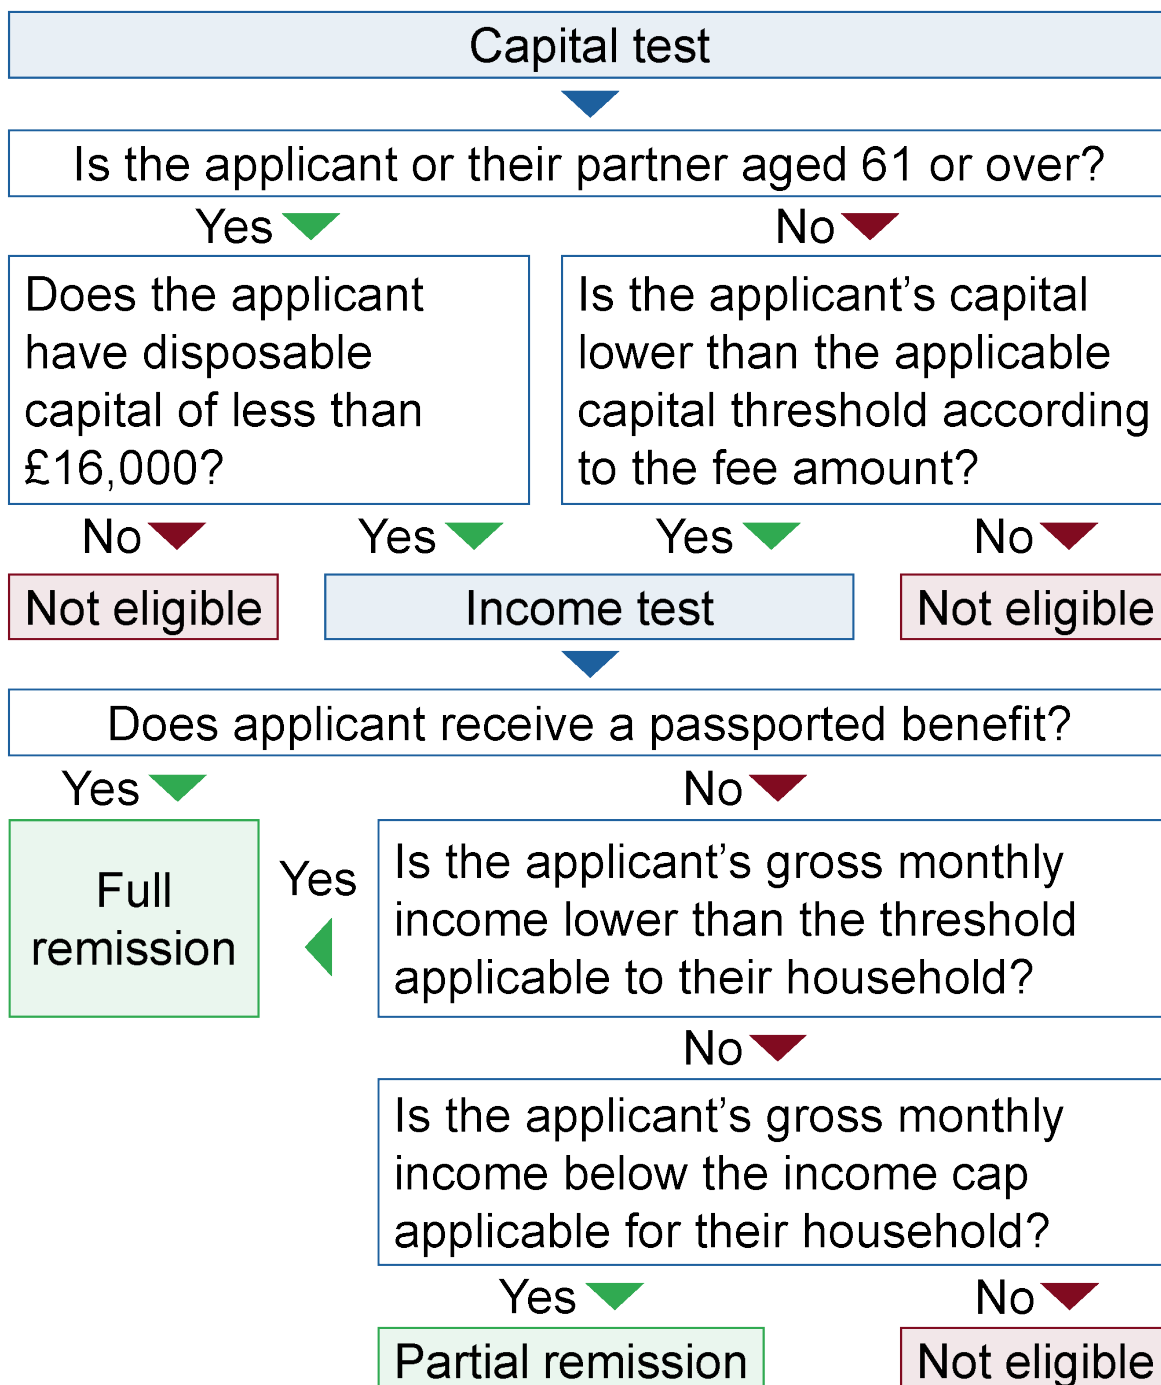 Capital test
Is the applicant or their partner aged 61 or over?
Yes
No
Does the applicant
have disposable
capital of less than
£16,000?
Is the applicant’s capital
lower than the applicable
capital threshold according
to the fee amount?
No
Yes
Yes
No
Not eligible
Income test
Not eligible
Does applicant receive a passported benefit?
Yes
No
Full
remission
Yes
Is the applicant’s gross monthly
income lower than the threshold
applicable to their household?
No
Is the applicant’s gross monthly
income below the income cap
applicable for their household?
Yes
No
Partial remission
Not eligible